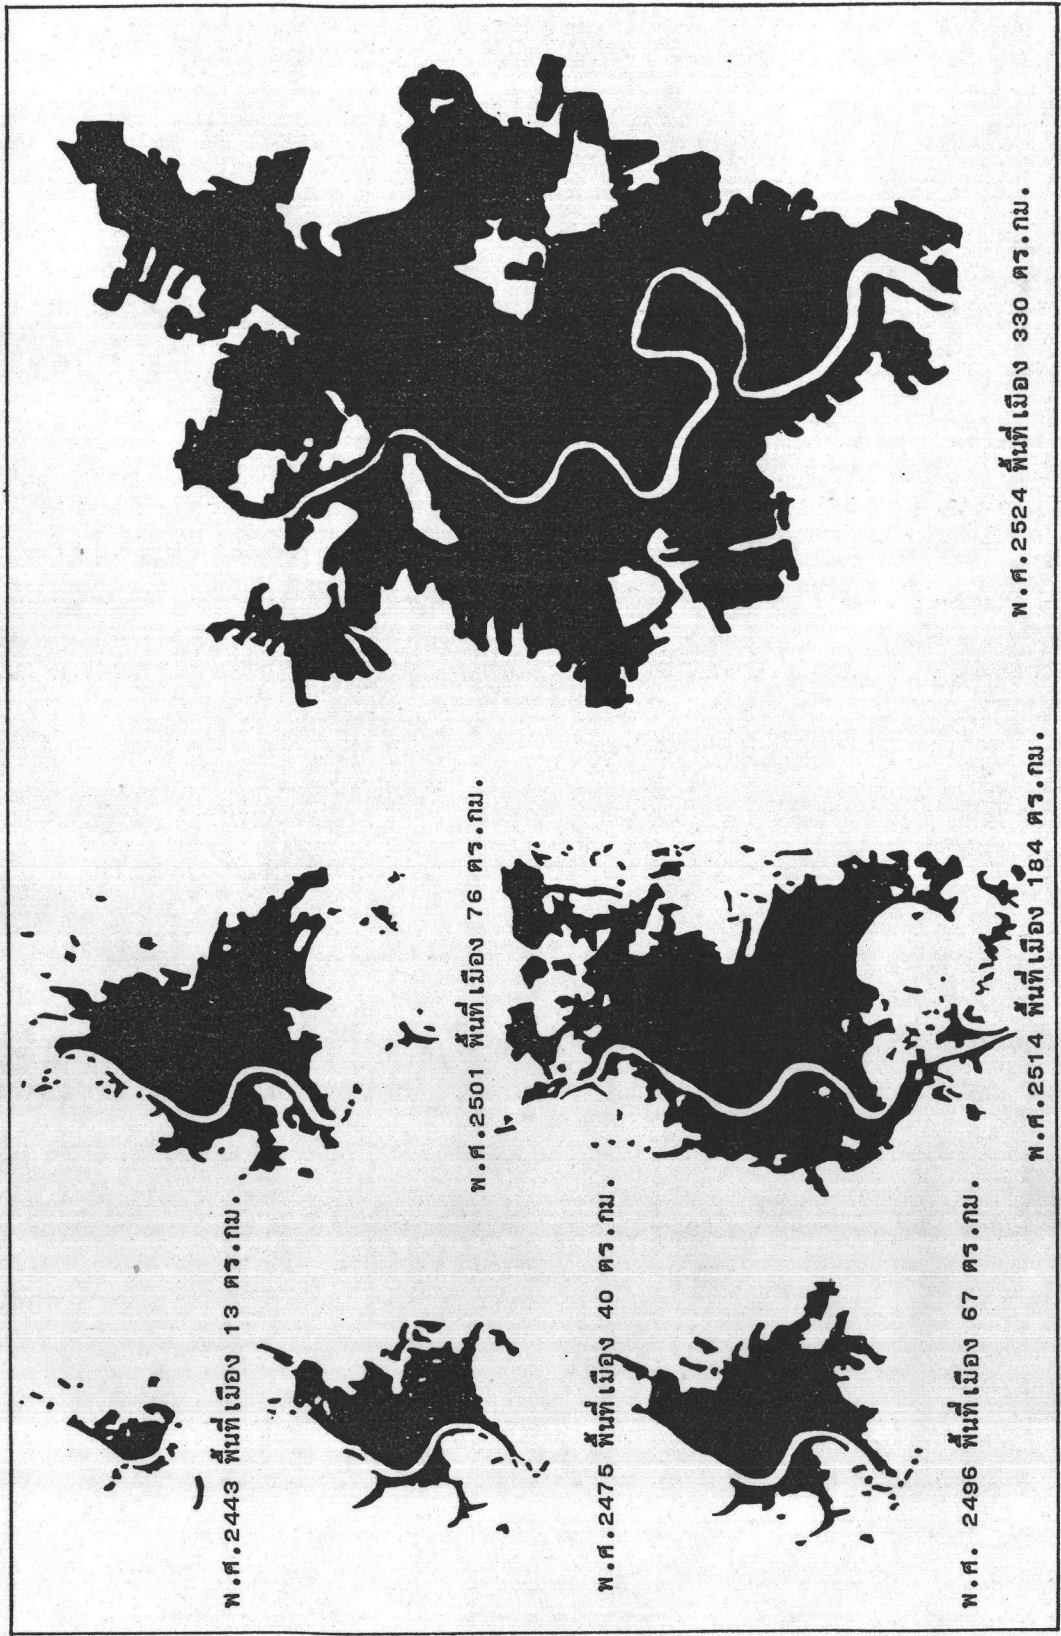 พ.ศ.2443 พื้นที่เมือง 13 ตร.กม.
พ.ศ.2475 พื้นที่เมือง 40 ตร.กม.
พ.ศ. 2496 พื้นที่เมือง 67 ตร.กม.
พ.ศ.2501 พื้นที่เมือง 76 ตร.กม.
พ.ศ.2514 พื้นที่เมือง 184 ตร.กม.
พ.ศ.2524 พื้นที่เมือง 330 ตร.กม.